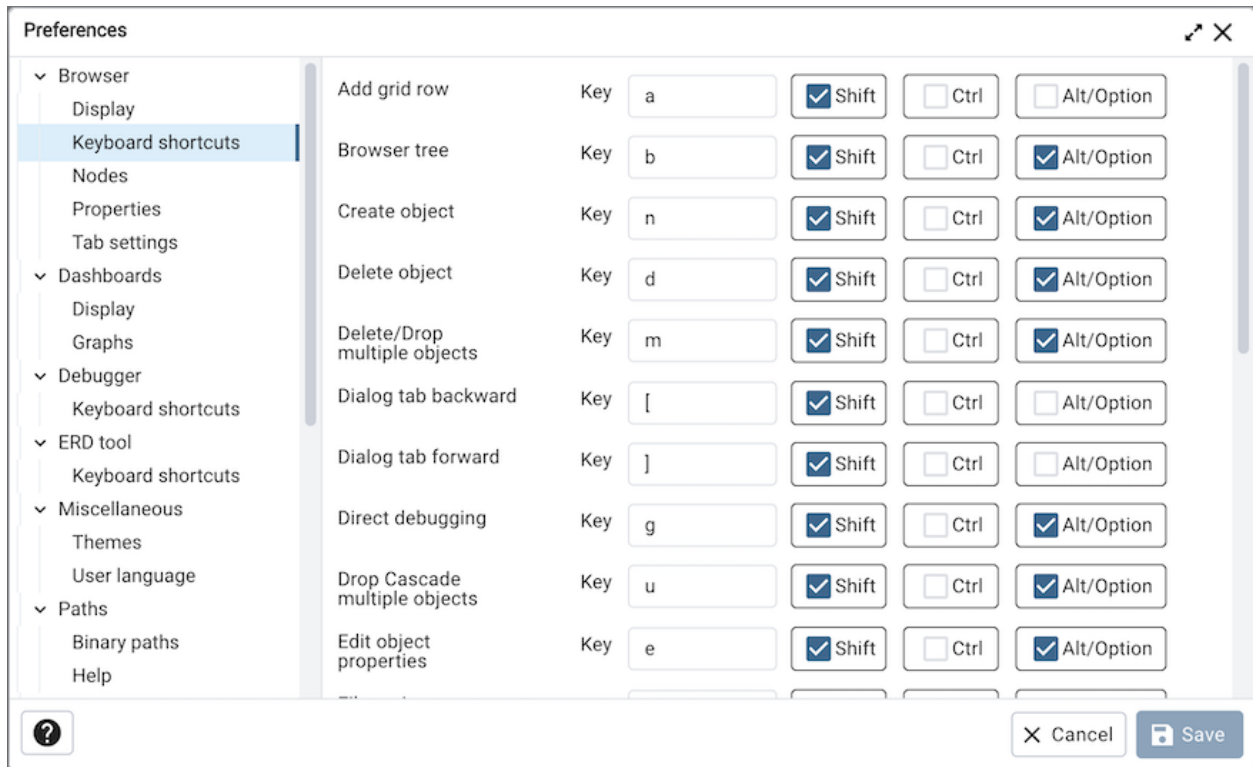 Preferences
Browser
Display
Keyboard shortcuts
Nodes
Properties
Tab settings
Dashboards
Display
Graphs
Debugger
Keyboard shortcuts
ERD tool
Keyboard shortcuts
Miscellaneous
Themes
User language
Paths
Binary paths
Help
Add grid row Key a Shift Ctrl Alt/Option
Browser tree Key b Shift Ctrl Alt/Option
Create object Key n Shift Ctrl Alt/Option
Delete object Key d Shift Ctrl Alt/Option
Delete/Drop
multiple objects Key m Shift Ctrl Alt/Option
Dialog tab backward Key [ Shift Ctrl Alt/Option
Dialog tab forward Key ] Shift Ctrl Alt/Option
Direct debugging Key g Shift Ctrl Alt/Option
Drop Cascade
multiple objects Key u Shift Ctrl Alt/Option
Edit object
properties Key e Shift Ctrl Alt/Option
? Cancel Save